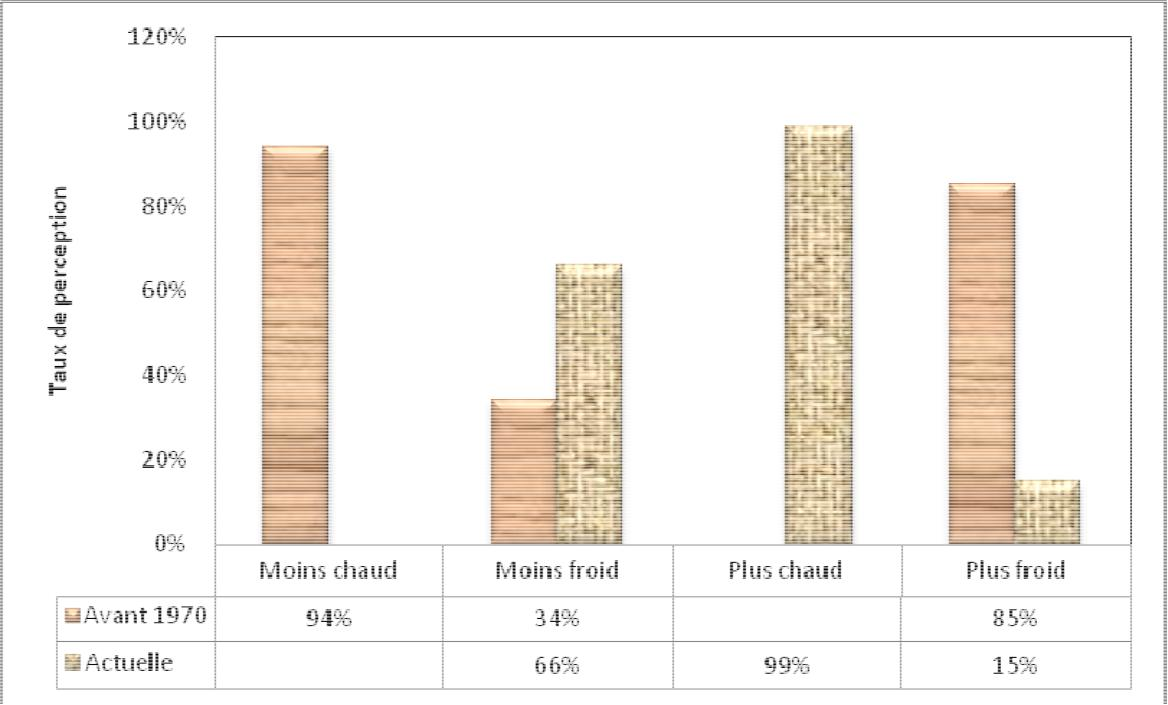 120%
100%
80%
60%
40%
20%
0%
Taux de perception
Moins chaud Moins froid Plus chaud Plus froid
Avant 1970 94% 34% 85%
Actuelle 66% 99% 15%